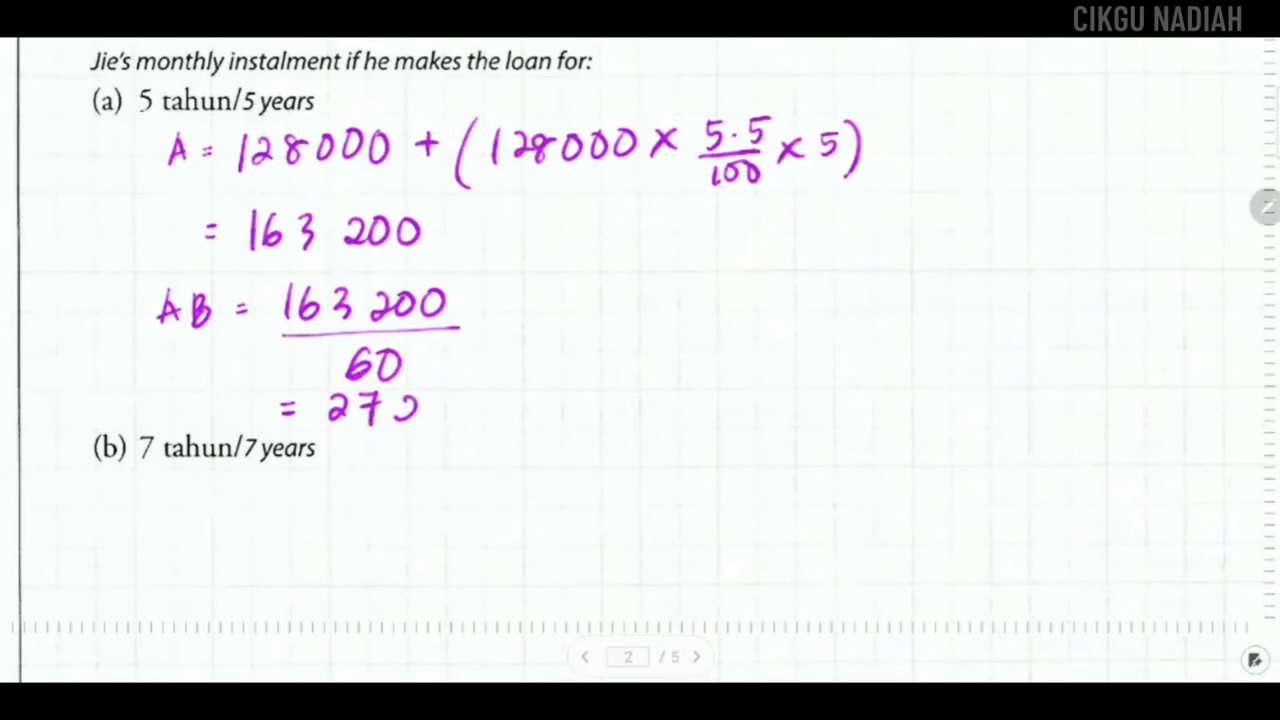 CIKGU NADIAH
Jie's monthly instalment if he makes the loan for:
(a) 5 tahun/5 years
A = 128000 + (128000 × 5.5/100 × 5)
= 163 200
AB = 163 200
60
= 272
(b) 7 tahun/7 years
2 / 5